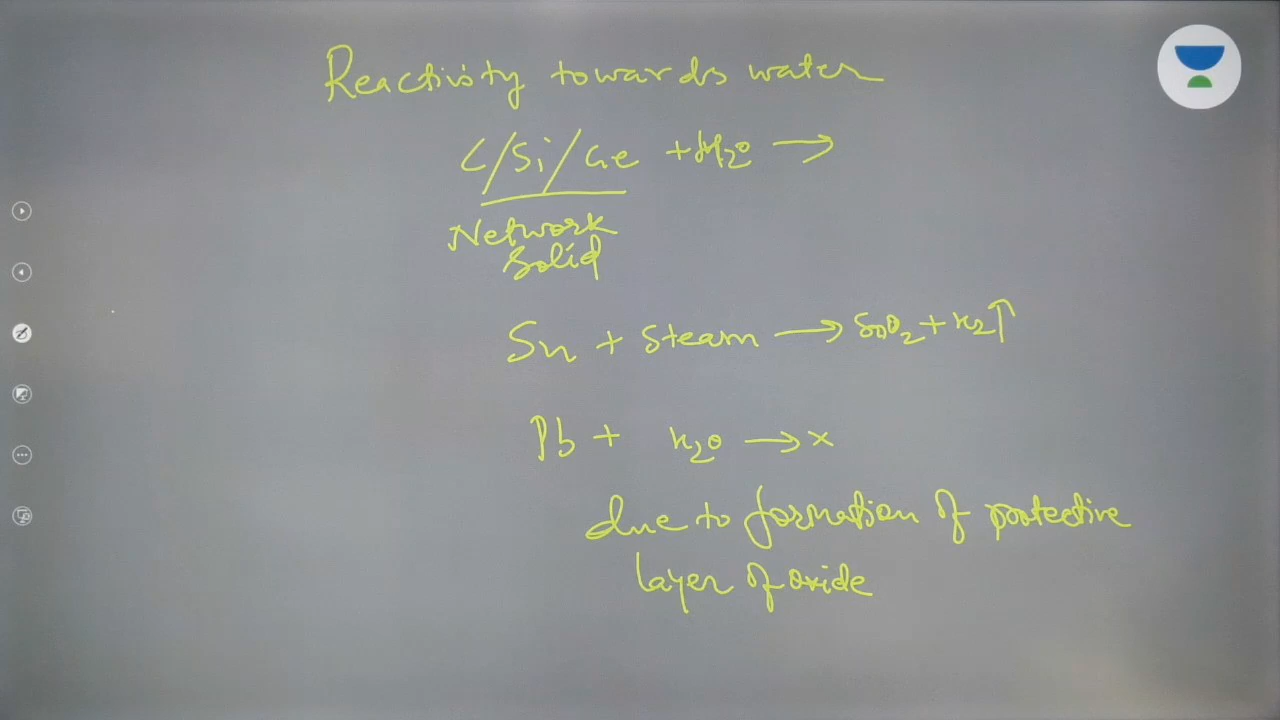 Reactivity towards water
C/Si/Ge + H2O →
Network
Solid
Sn + Steam → SnO2 + H2↑
Pb + H2O → x
due to formation of protective
layer of oxide